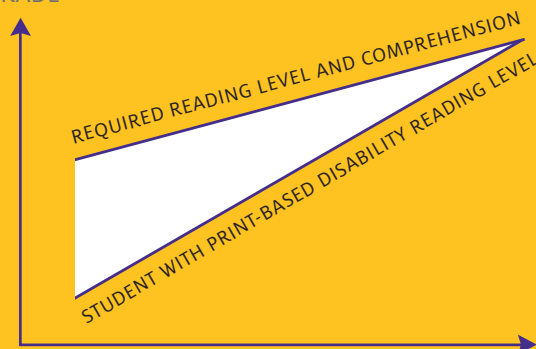 REQUIRED READING LEVEL AND COMPREHENSION
STUDENT WITH PRINT-BASED DISABILITY READING LEVEL